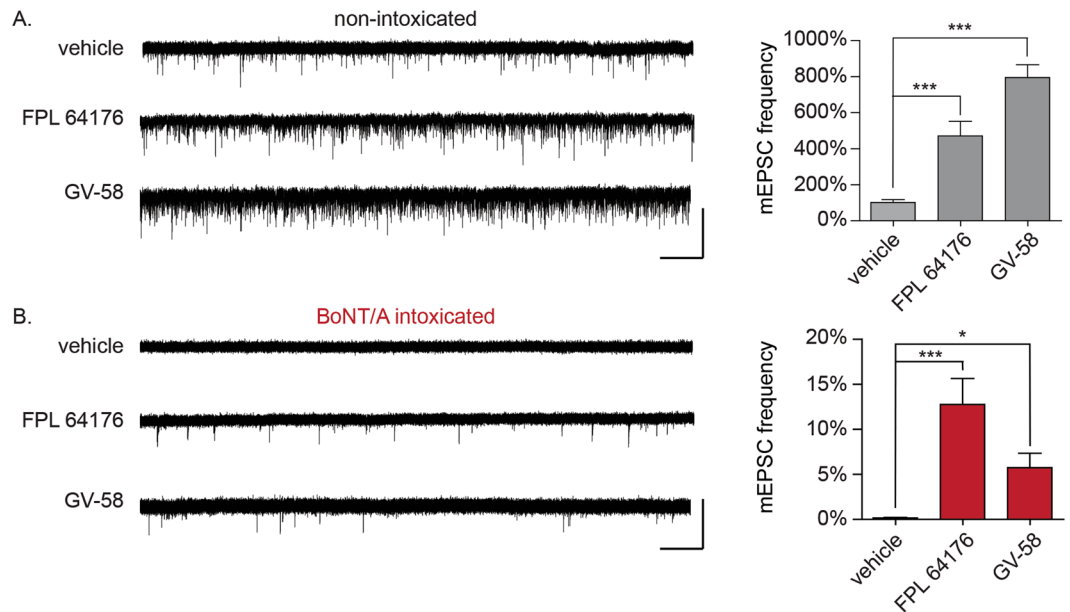 A.
non-intoxicated
vehicle
FPL 64176
GV-58
mEPSC frequency
1000%
800%
600%
400%
200%
0%
***
***
vehicle
FPL 64176
GV-58
B.
BoNT/A intoxicated
vehicle
FPL 64176
GV-58
mEPSC frequency
20%
15%
10%
5%
0%
*
***
vehicle
FPL 64176
GV-58